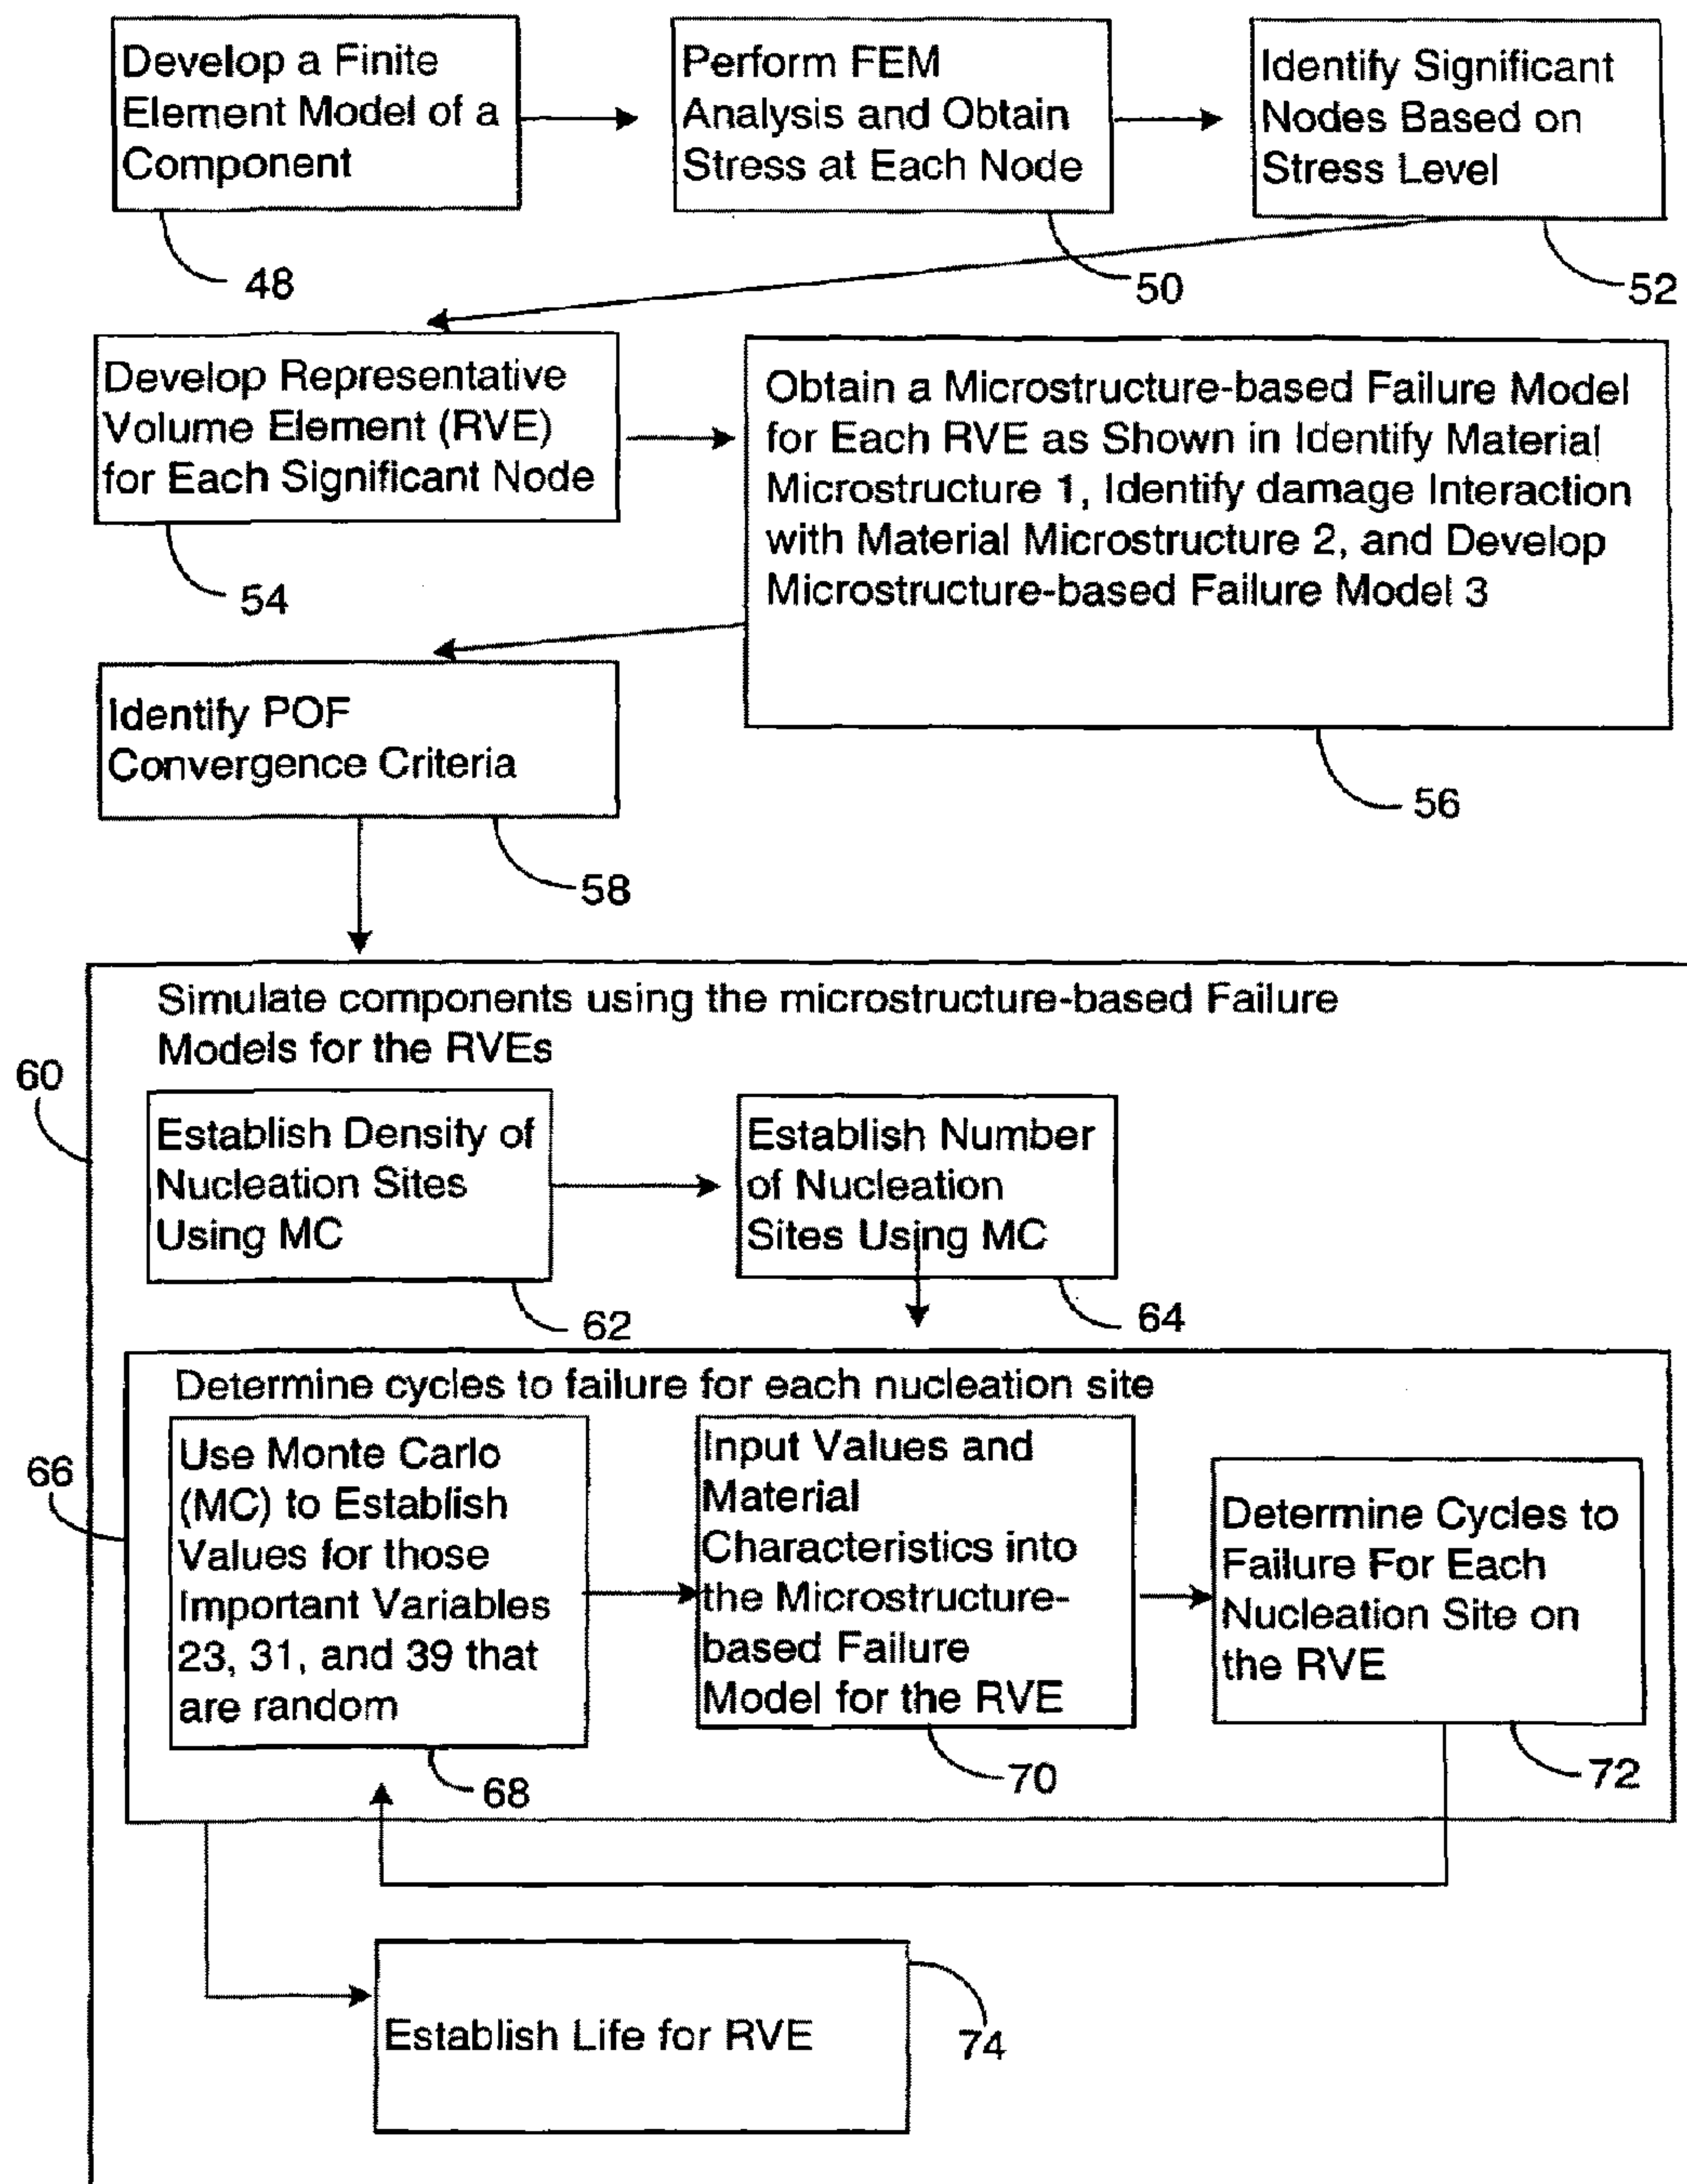 Develop a Finite
Element Model of a
Component
48
Perform FEM
Analysis and Obtain
Stress at Each Node
50
Identify Significant
Nodes Based on
Stress Level
52
Develop Representative
Volume Element (RVE)
for Each Significant Node
54
Obtain a Microstructure-based Failure Model
for Each RVE as Shown in Identify Material
Microstructure 1, Identify damage Interaction
with Material Microstructure 2, and Develop
Microstructure-based Failure Model 3
56
Identify POF
Convergence Criteria
58
Simulate components using the microstructure-based Failure
Models for the RVEs
60
Establish Density of
Nucleation Sites
Using MC
62
Establish Number
of Nucleation
Sites Using MC
64
Determine cycles to failure for each nucleation site
66
Use Monte Carlo
(MC) to Establish
Values for those
Important Variables
23, 31, and 39 that
are random
68
Input Values and
Material
Characteristics into
the Microstructure-
based Failure
Model for the RVE
70
Determine Cycles to
Failure For Each
Nucleation Site on
the RVE
72
Establish Life for RVE
74